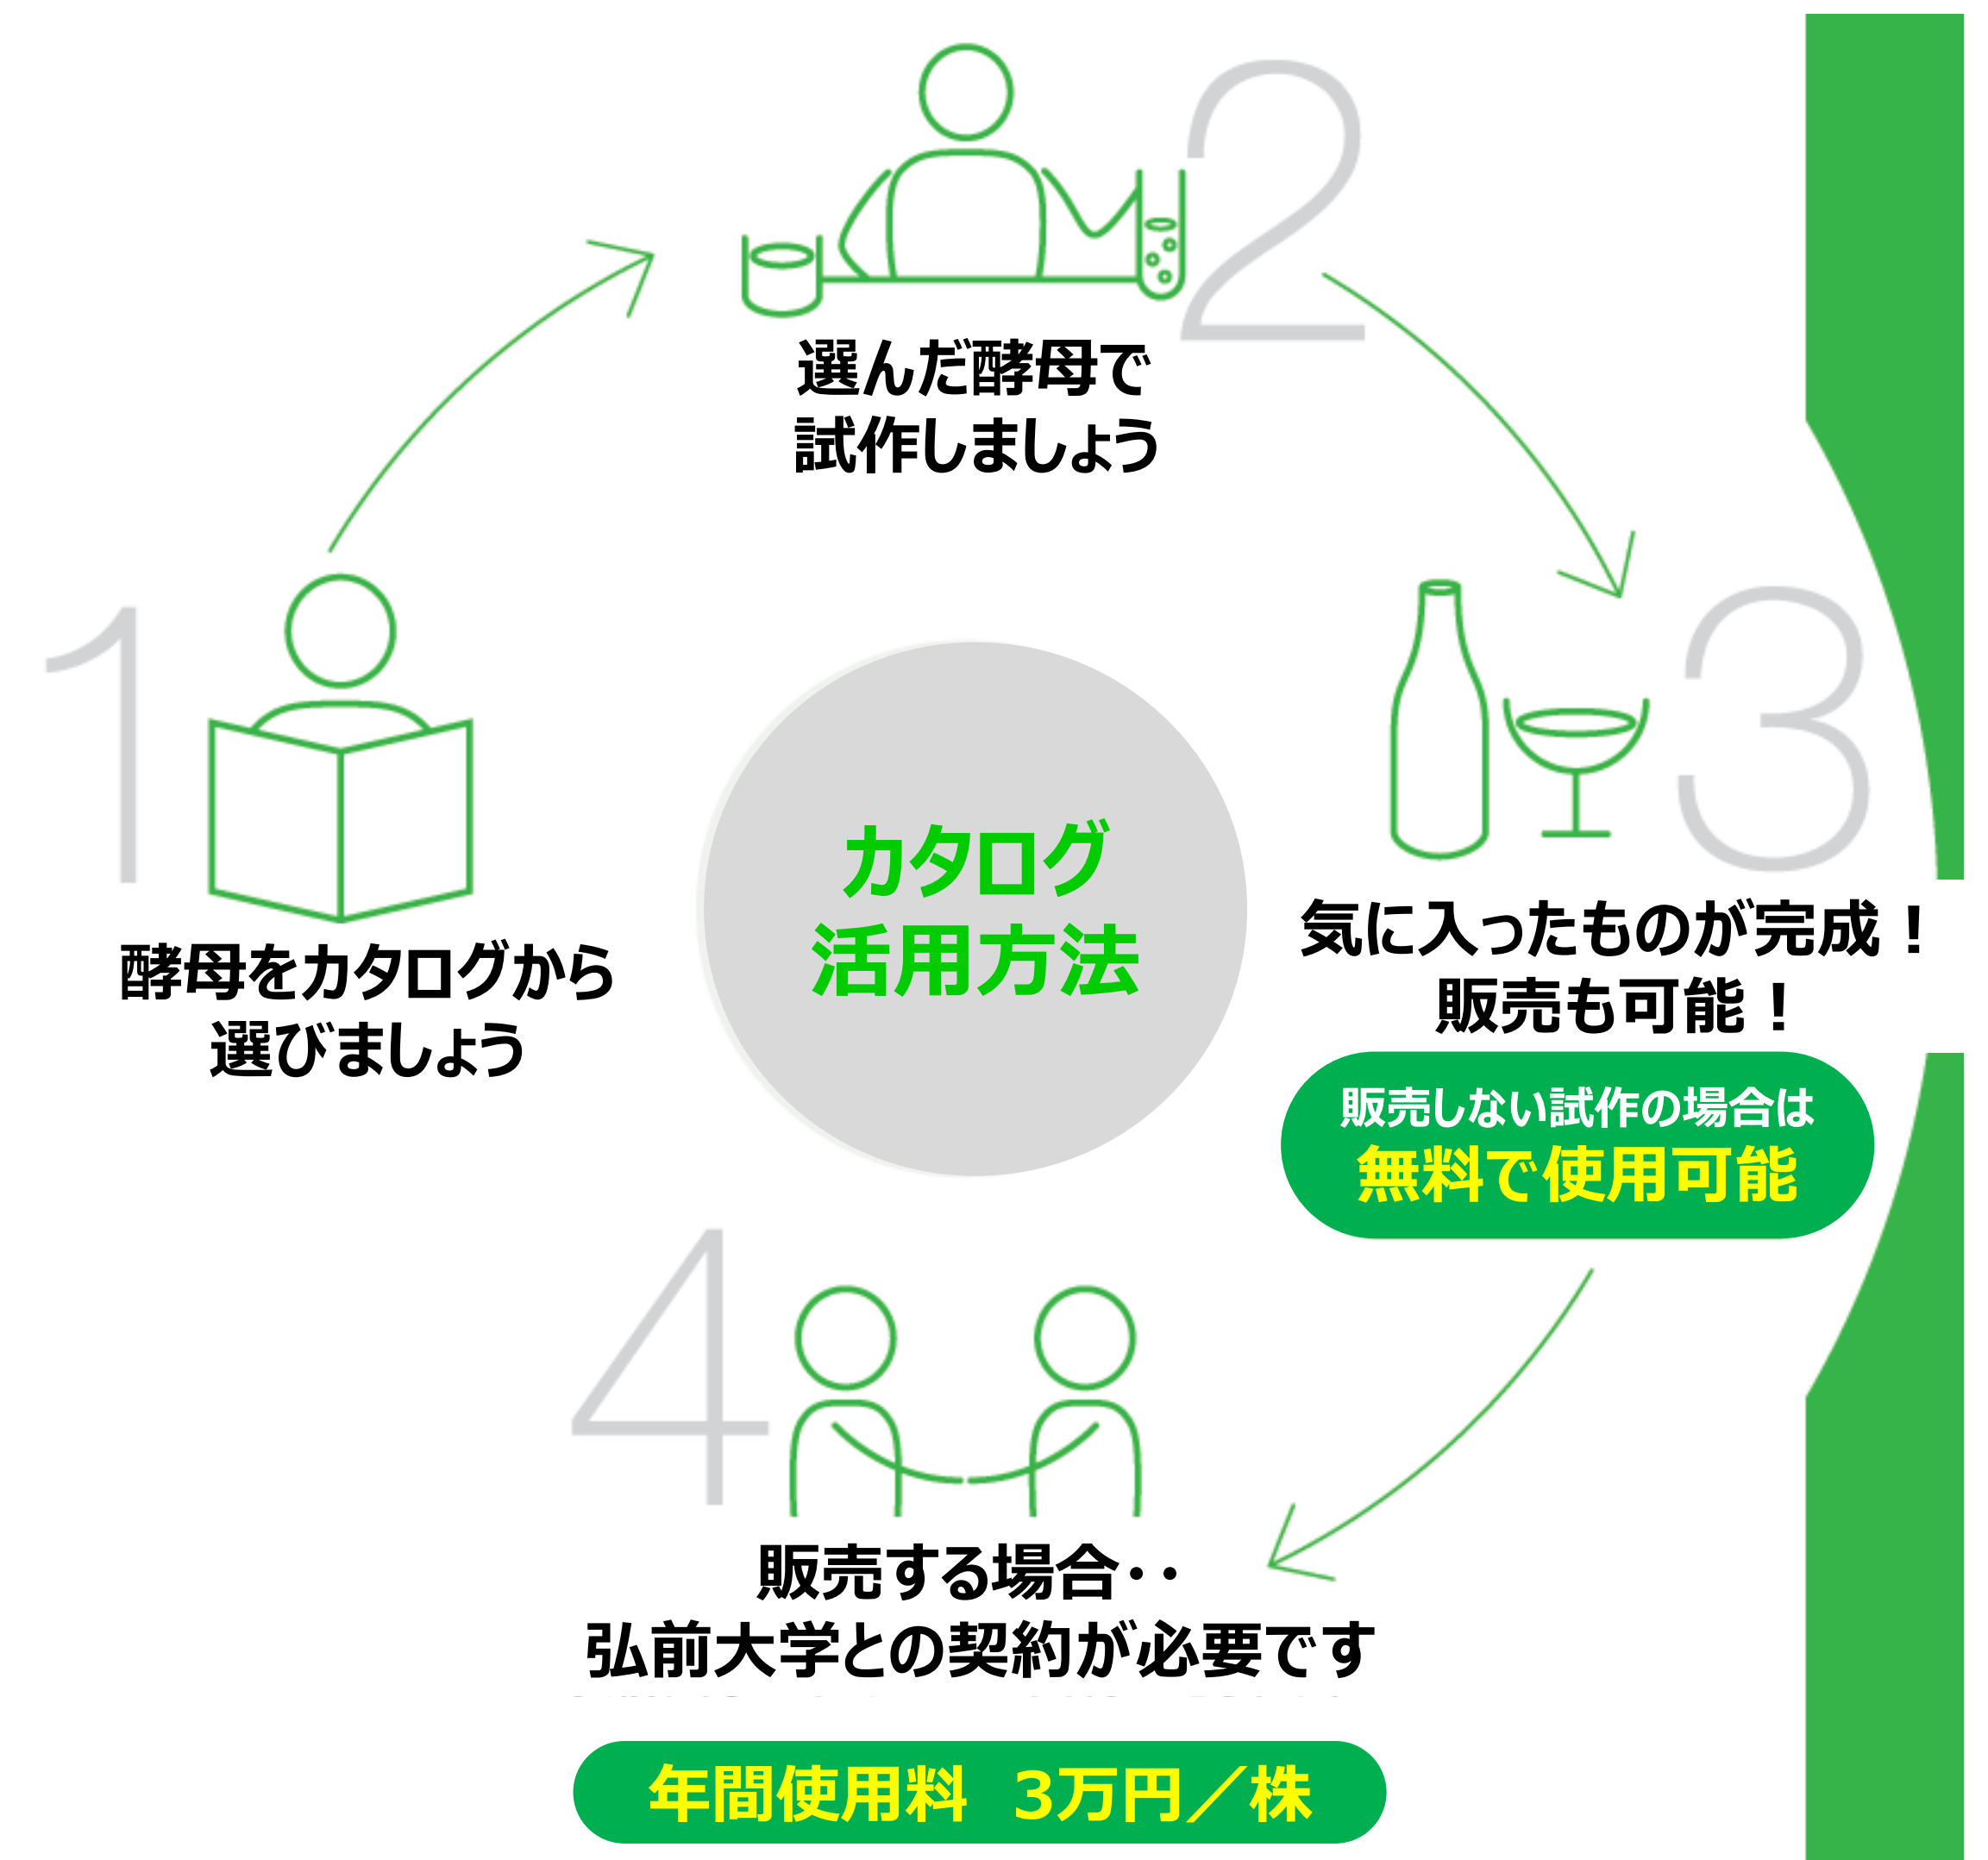 1
酵母をカタログから
選びましょう
2
選んだ酵母で
試作しましょう
3
気に入ったものが完成！
販売も可能！
販売しない試作の場合は
無料で使用可能
カタログ
活用方法
4
販売する場合・・
弘前大学との契約が必要です
年間使用料　3万円／株